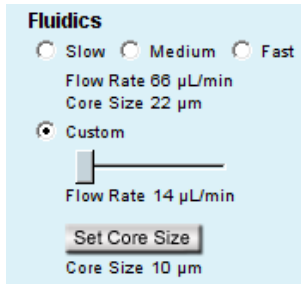 Fluidics
Slow Medium Fast
Flow Rate 66 µL/min
Core Size 22 µm
Custom
Flow Rate 14 µL/min
Set Core Size
Core Size 10 µm